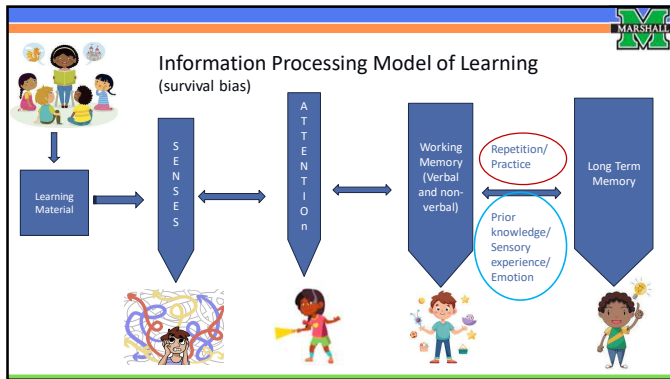 MARSHALL
Information Processing Model of Learning
(survival bias)
Learning
Material
S
E
N
S
E
S
A
T
T
E
N
T
I
O
n
Working
Memory
(Verbal
and non-
verbal)
Repetition/
Practice
Prior
knowledge/
Sensory
experience/
Emotion
Long Term
Memory